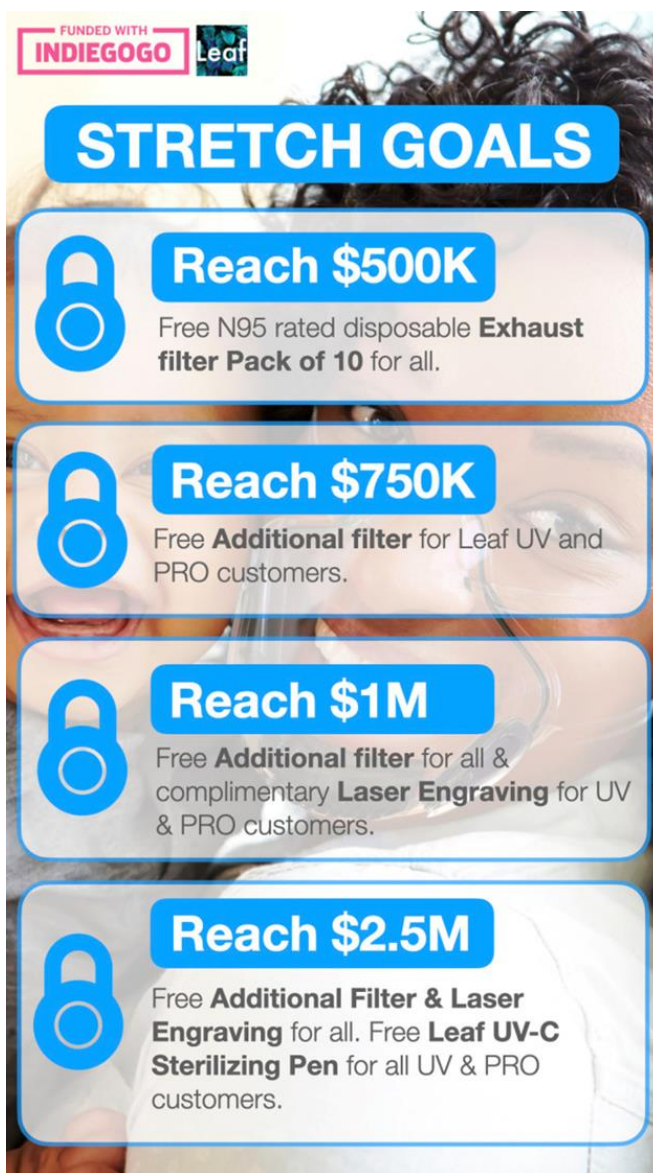 FUNDED WITH
INDIEGOGO
Leaf
STRETCH GOALS
Reach $500K
Free N95 rated disposable Exhaust
filter Pack of 10 for all.
Reach $750K
Free Additional filter for Leaf UV and
PRO customers.
Reach $1M
Free Additional filter for all &
complimentary Laser Engraving for UV
& PRO customers.
Reach $2.5M
Free Additional Filter & Laser
Engraving for all. Free Leaf UV-C
Sterilizing Pen for all UV & PRO
customers.